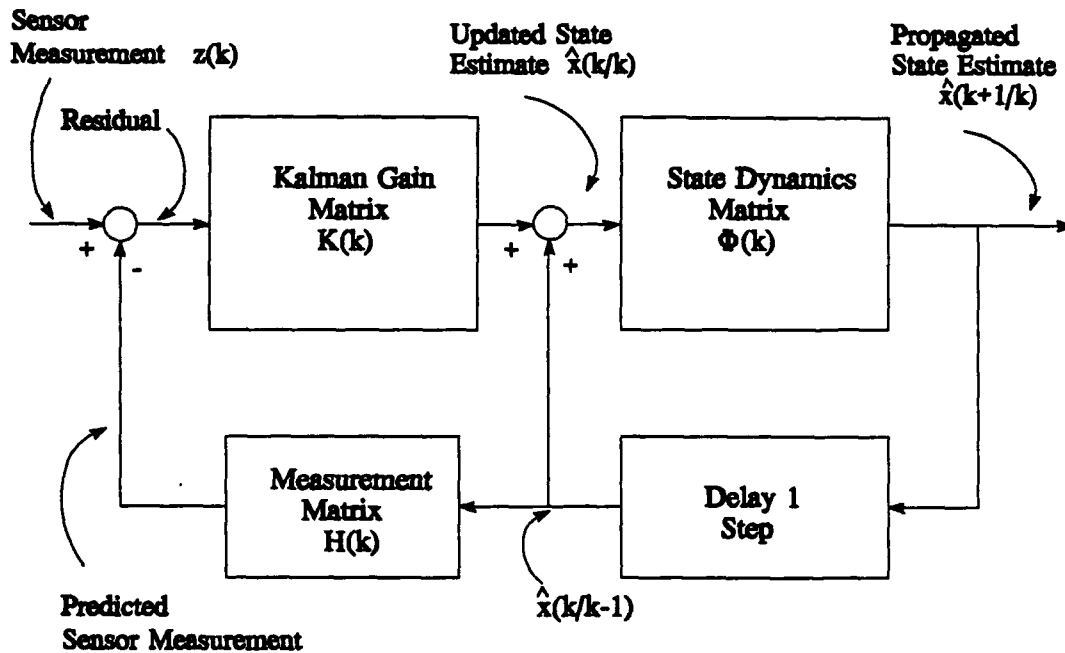 Sensor
Measurement z(k)
Updated State
Estimate x̂(k/k)
Propagated
State Estimate
x̂(k+1/k)
Residual
Kalman Gain
Matrix
K(k)
State Dynamics
Matrix
Φ(k)
+
-
+
+
Measurement
Matrix
H(k)
Delay 1
Step
x̂(k/k-1)
Predicted
Sensor Measurement